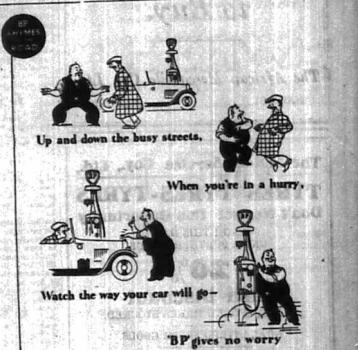 BP
RHYMES
ROAD
Up and down the busy streets,
When you're in a hurry,
Watch the way your car will go—
'BP' gives no worry